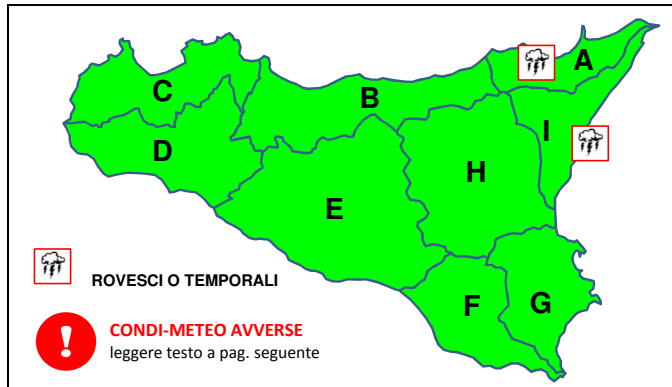 A
C
B
I
D
H
E
ROVESCI O TEMPORALI
F
G
CONDI-METEO AVVERSE
leggere testo a pag. seguente
!